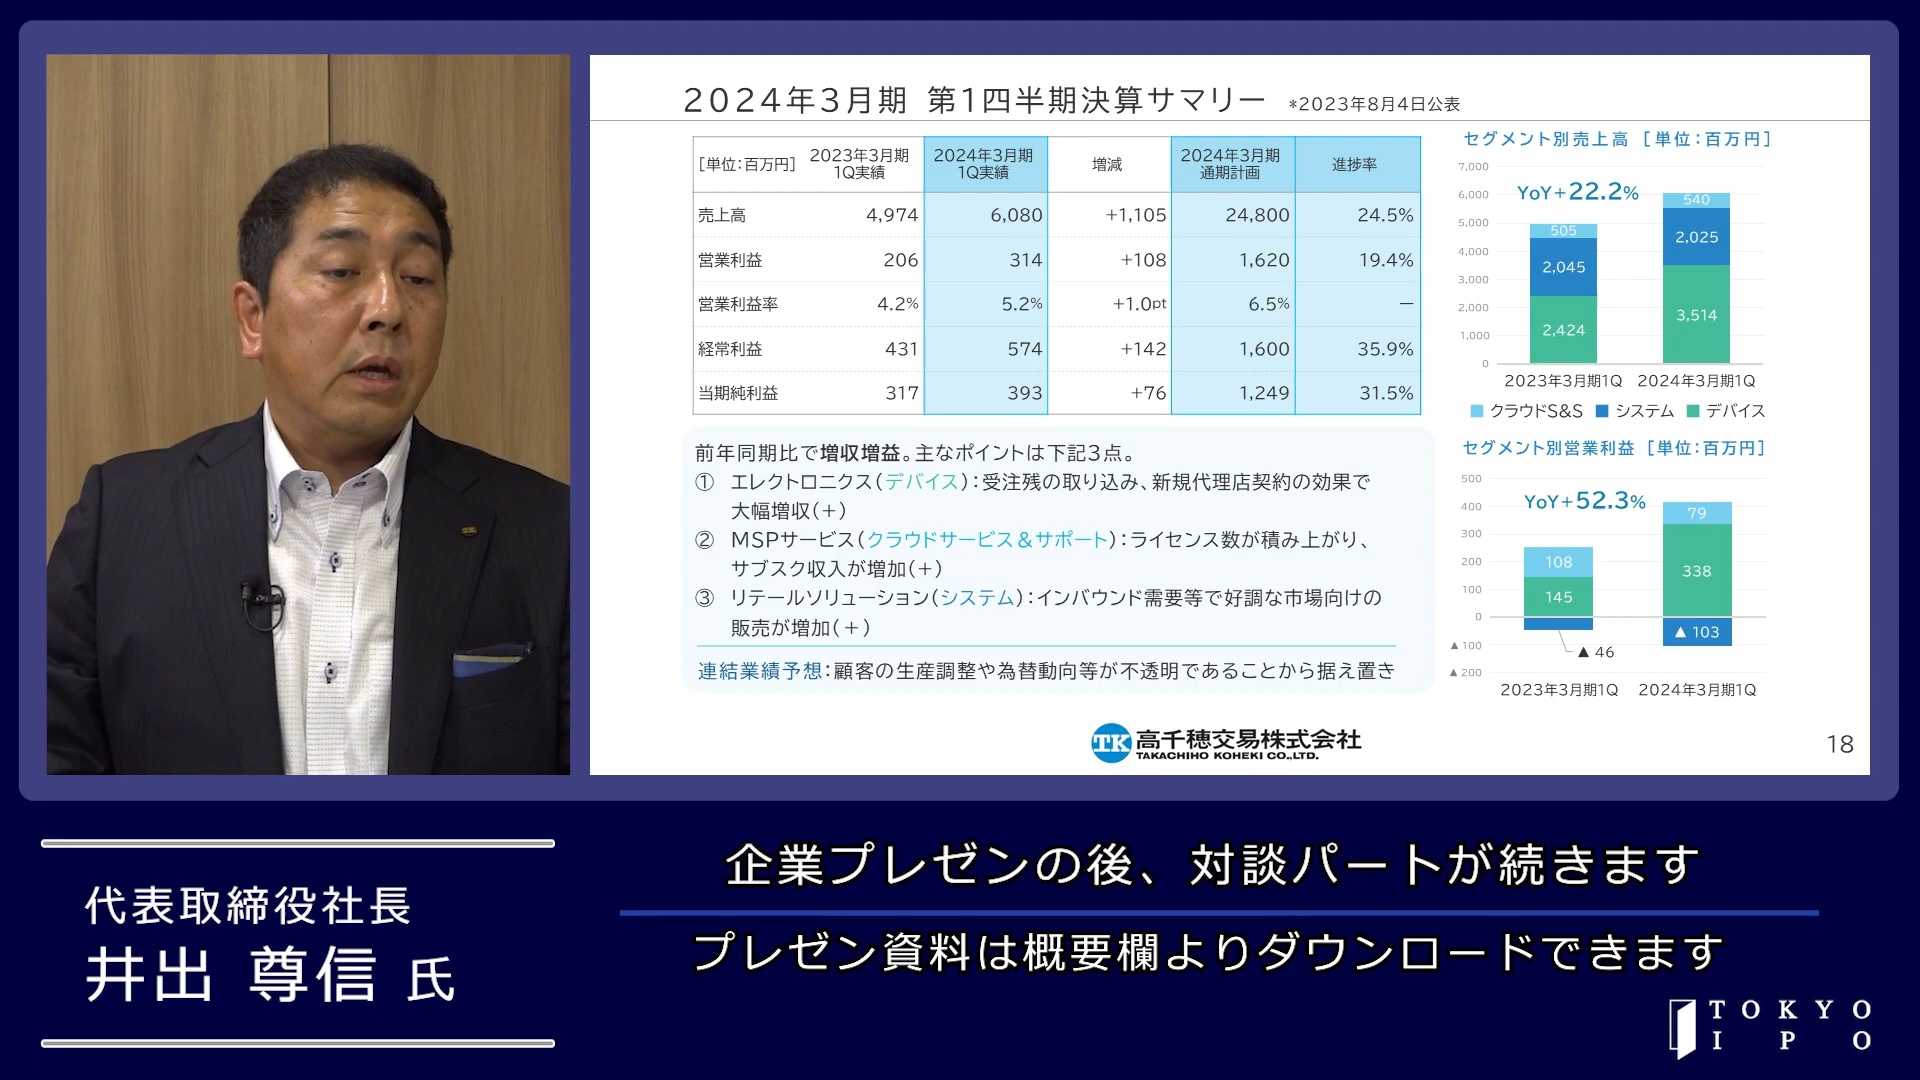 2024年3月期 第1四半期決算サマリー *2023年8月4日公表
[単位:百万円] 2023年3月期 1Q実績 2024年3月期 1Q実績 増減 2024年3月期 通期計画 進捗率
売上高 4,974 6,080 +1,105 24,800 24.5%
営業利益 206 314 +108 1,620 19.4%
営業利益率 4.2% 5.2% +1.0pt 6.5% ー
経常利益 431 574 +142 1,600 35.9%
当期純利益 317 393 +76 1,249 31.5%
前年同期比で増収増益。主なポイントは下記3点。
① エレクトロニクス(デバイス):受注残の取り込み、新規代理店契約の効果で
大幅増収(+)
② MSPサービス(クラウドサービス&サポート):ライセンス数が積み上がり、
サブスク収入が増加(+)
③ リテールソリューション(システム):インバウンド需要等で好調な市場向けの
販売が増加(+)
連結業績予想:顧客の生産調整や為替動向等が不透明であることから据え置き
セグメント別売上高 [単位:百万円]
7,000
6,000
5,000
4,000
3,000
2,000
1,000
0
YoY+22.2%
505
2,045
2,424
540
2,025
3,514
2023年3月期1Q 2024年3月期1Q
クラウドS&S システム デバイス
セグメント別営業利益 [単位:百万円]
500
400
300
200
100
0
▲100
▲200
YoY+52.3%
108
145
▲ 46
79
338
▲ 103
2023年3月期1Q 2024年3月期1Q
TK 高千穂交易株式会社
TAKACHIHO KOHEKI CO.,LTD.
18
代表取締役社長
井出 尊信 氏
企業プレゼンの後、対談パートが続きます
プレゼン資料は概要欄よりダウンロードできます
TOKYO
IPO